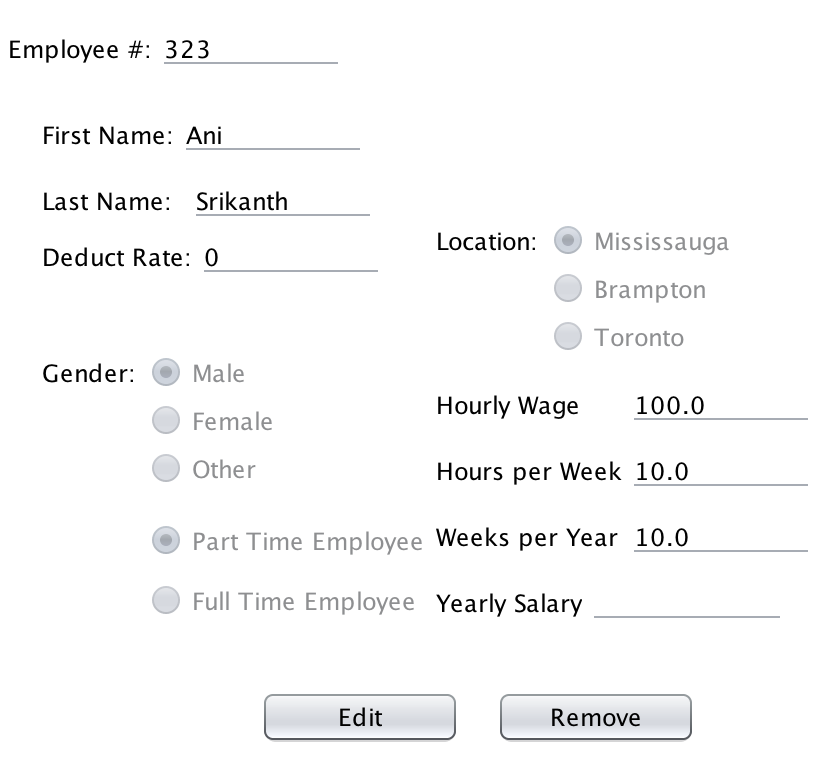 Employee #: 323
First Name: Ani
Last Name: Srikanth
Deduct Rate: 0
Location: Mississauga
Brampton
Toronto
Gender: Male
Female
Other
Part Time Employee
Full Time Employee
Hourly Wage 100.0
Hours per Week 10.0
Weeks per Year 10.0
Yearly Salary
Edit Remove